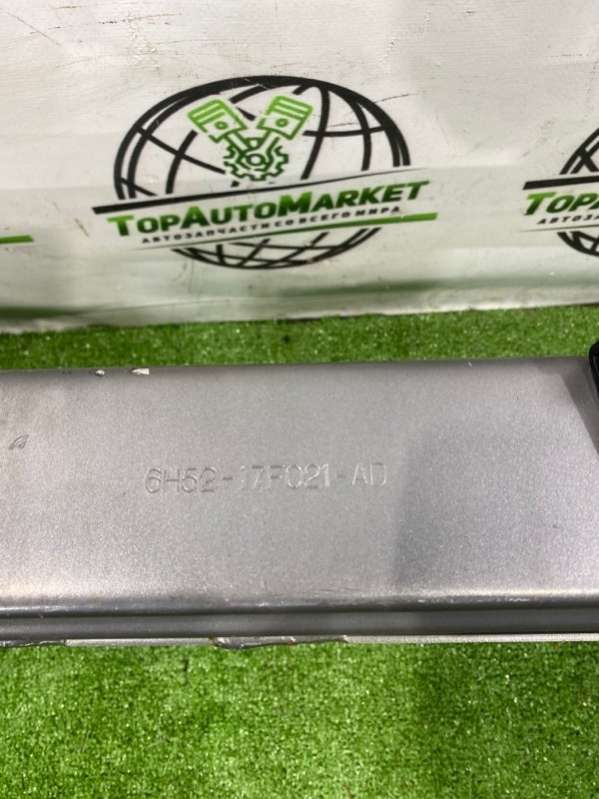 TopAutoMarket
АВТОЗАПЧАСТИ СО ВСЕГО МИРА
6H52-17F021-AD